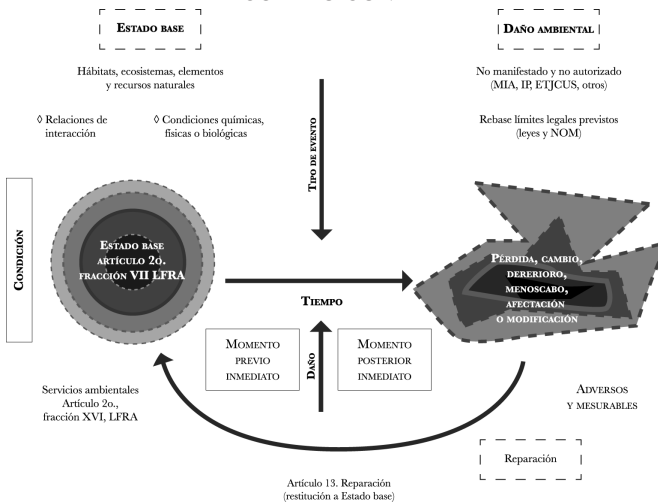 ESTADO BASE
Hábitats, ecosistemas, elementos
y recursos naturales
◊ Relaciones de
interacción
◊ Condiciones químicas,
físicas o biológicas
CONDICIÓN
ESTADO BASE
ARTÍCULO 2O.
FRACCIÓN VII LFRA
Servicios ambientales
Artículo 2o.,
fracción XVI, LFRA
TIPO DE EVENTO
TIEMPO
MOMENTO
PREVIO
INMEDIATO
DAÑO
MOMENTO
POSTERIOR
INMEDIATO
DAÑO AMBIENTAL
No manifestado y no autorizado
(MIA, IP, ETJCUS, otros)
Rebase límites legales previstos
(leyes y NOM)
PÉRDIDA, CAMBIO,
DERERIORO,
MENOSCABO,
AFECTACIÓN
O MODIFICACIÓN
ADVERSOS
Y MESURABLES
Reparación
Artículo 13. Reparación
(restitución a Estado base)